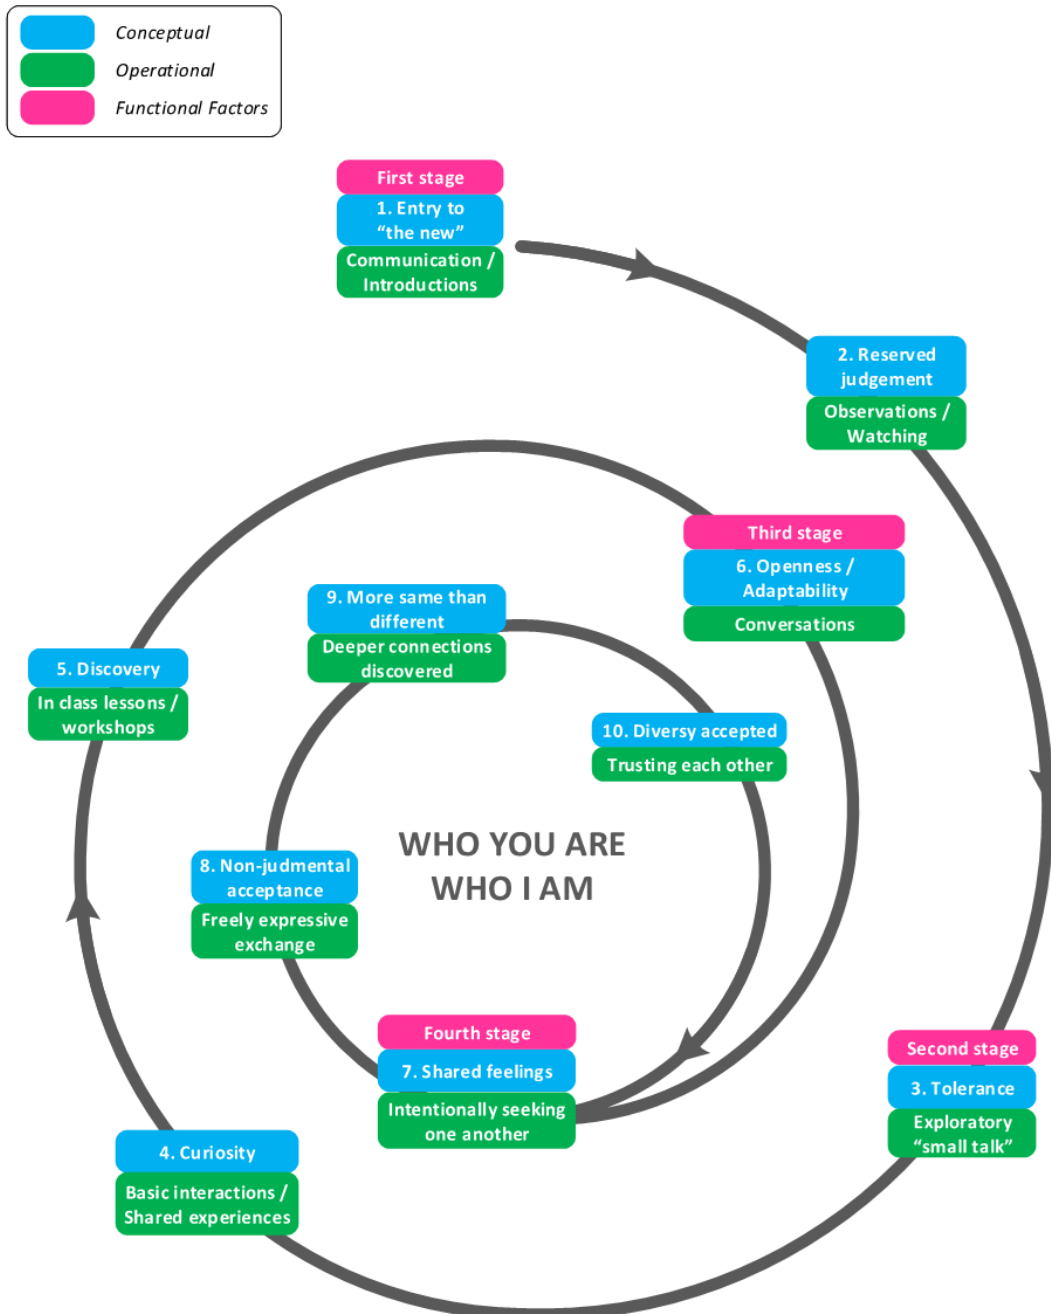 Conceptual
Operational
Functional Factors
First stage
1. Entry to
“the new”
Communication /
Introductions
2. Reserved
judgement
Observations /
Watching
Second stage
3. Tolerance
Exploratory
“small talk”
4. Curiosity
Basic interactions /
Shared experiences
5. Discovery
In class lessons /
workshops
Third stage
6. Openness /
Adaptability
Conversations
Fourth stage
7. Shared feelings
Intentionally seeking
one another
8. Non-judmental
acceptance
Freely expressive
exchange
9. More same than
different
Deeper connections
discovered
10. Diversy accepted
Trusting each other
WHO YOU ARE
WHO I AM